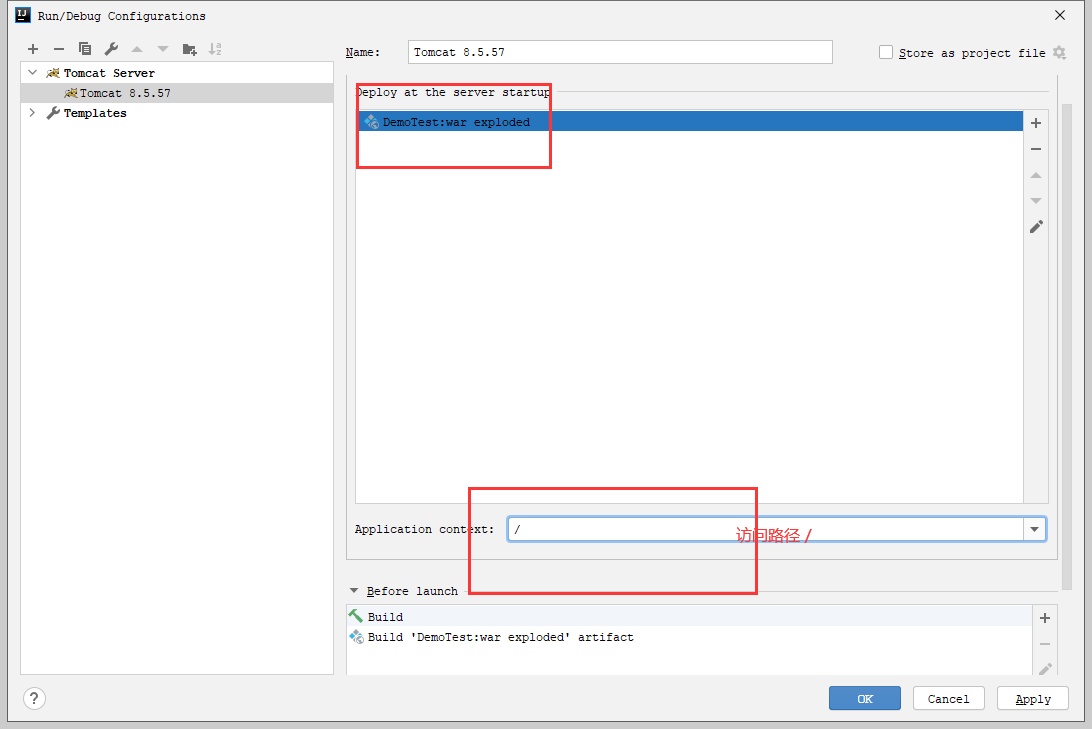 Run/Debug Configurations
Name: Tomcat 8.5.57
Store as project file
Tomcat Server
Tomcat 8.5.57
Templates
Deploy at the server startup
DemoTest:war exploded
Application context: /
访问路径 /
Before launch
Build
Build 'DemoTest:war exploded' artifact
? OK Cancel Apply